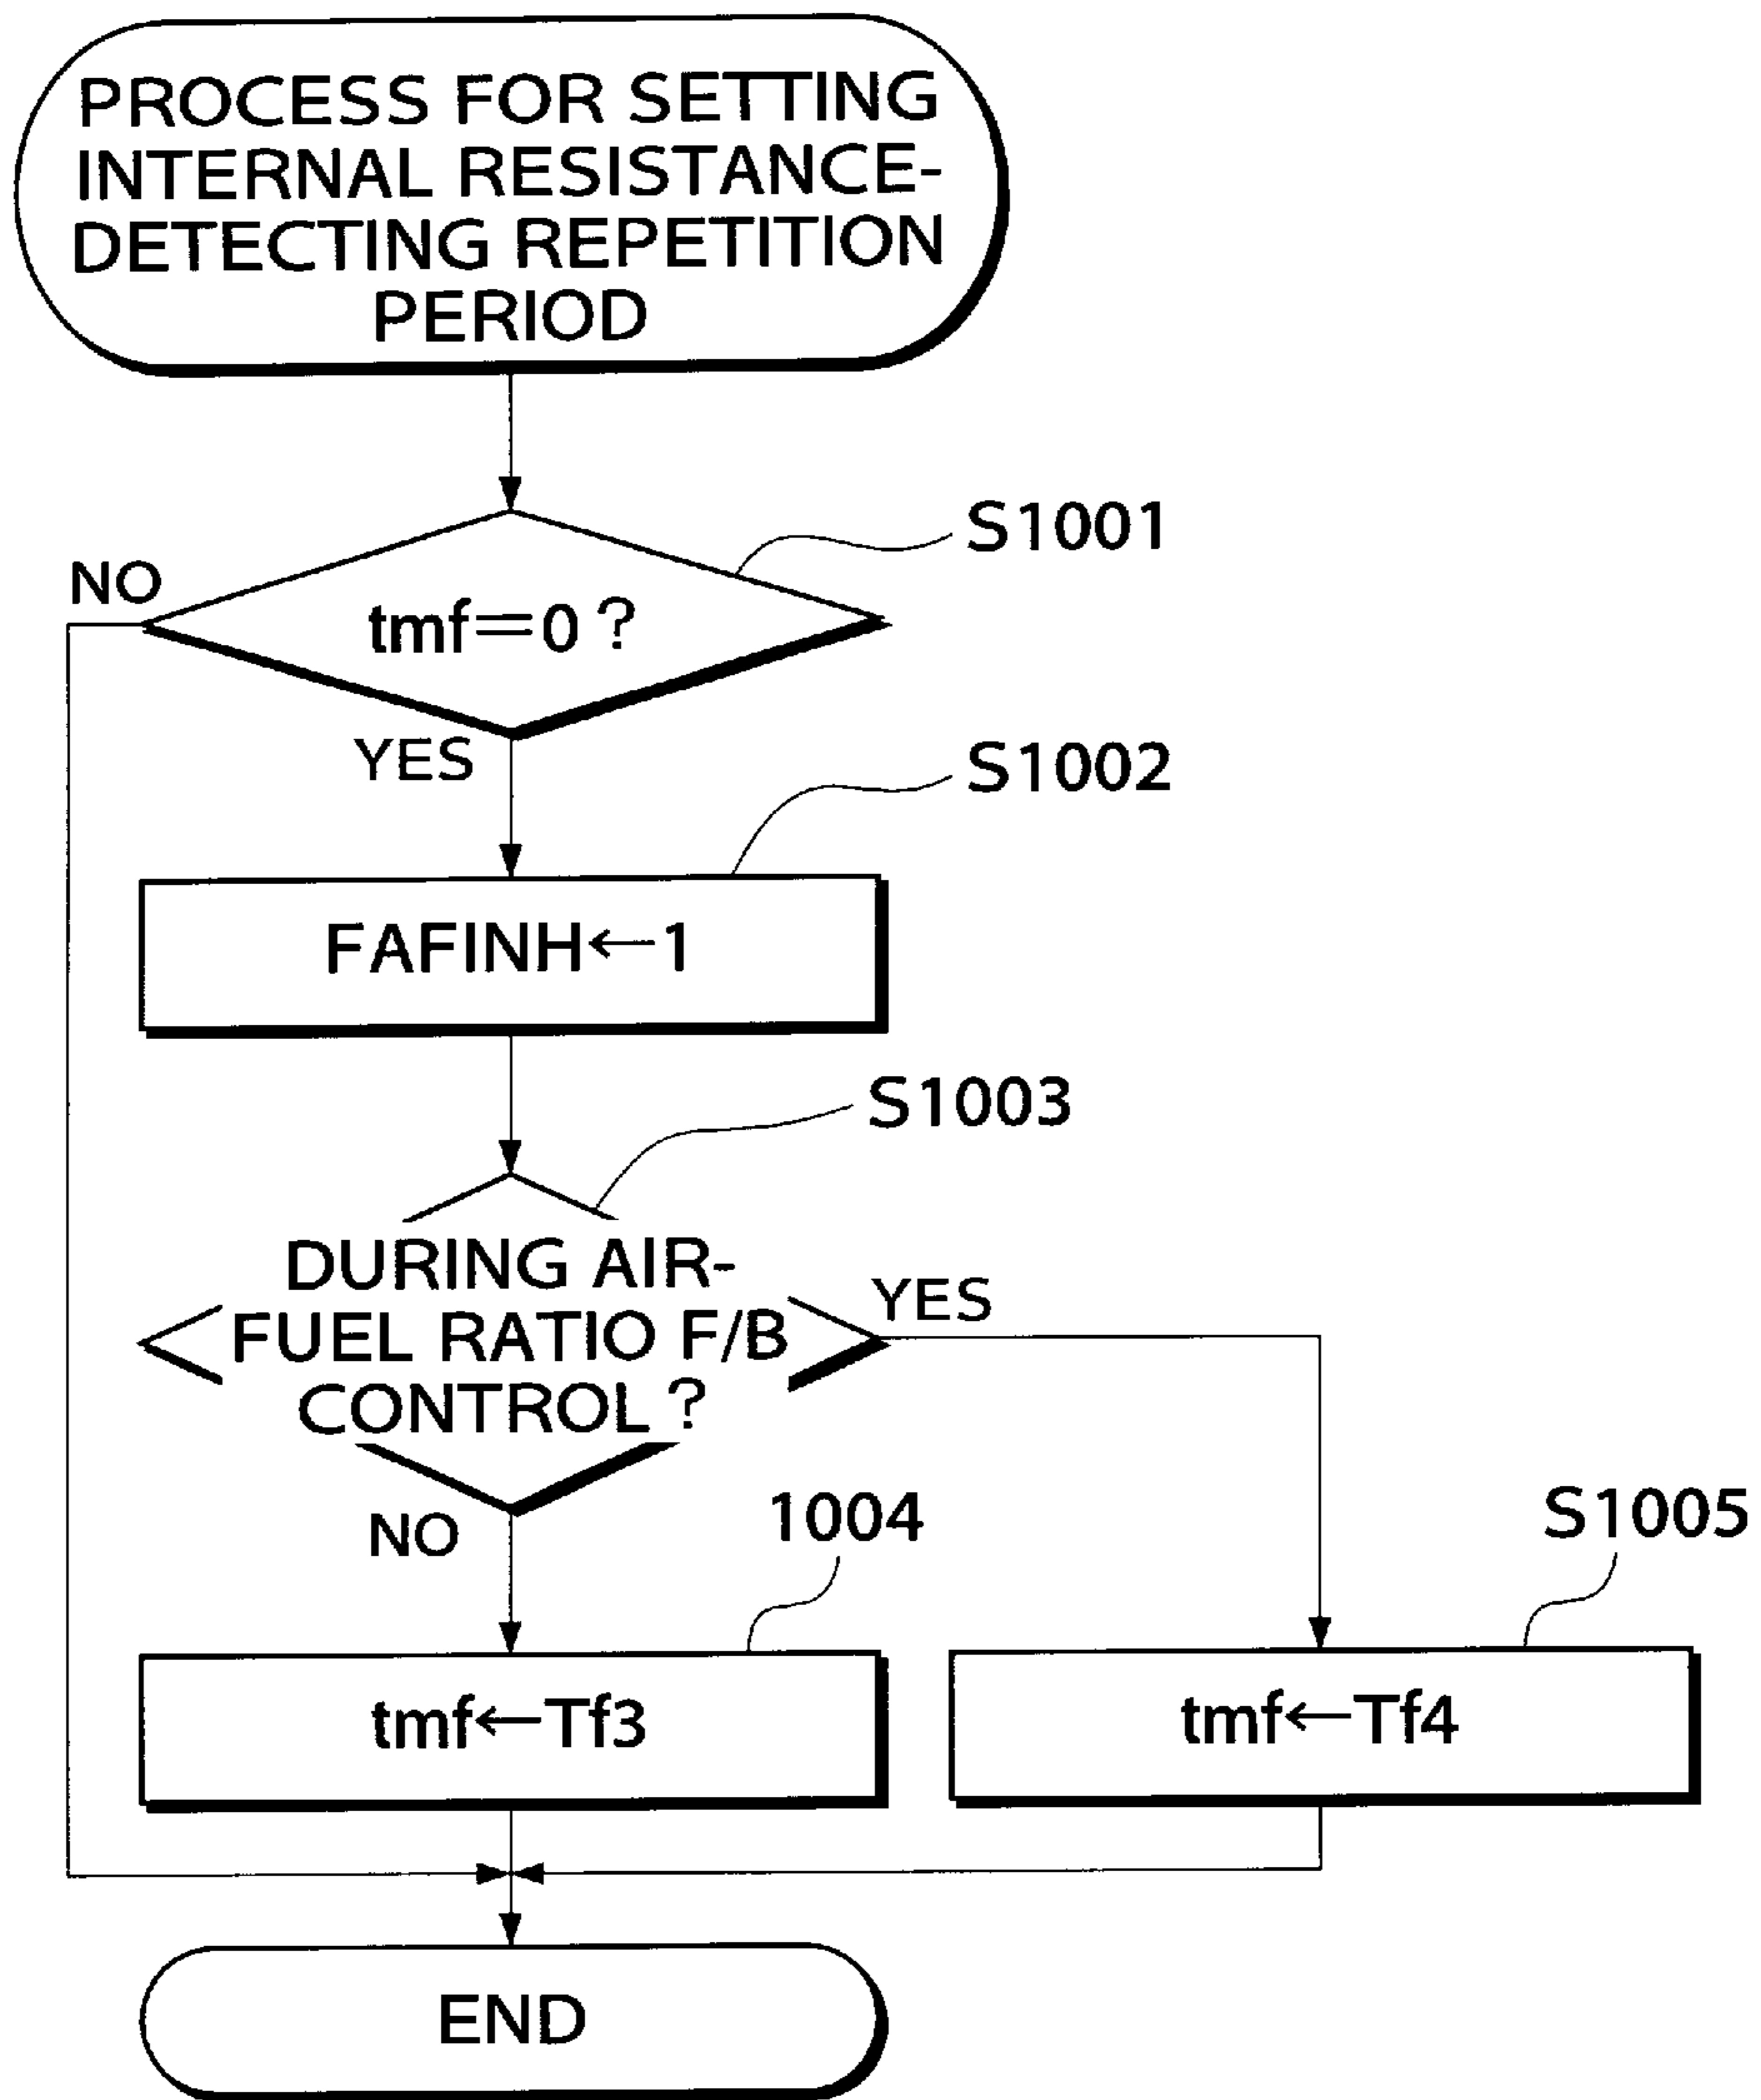 PROCESS FOR SETTING
INTERNAL RESISTANCE-
DETECTING REPETITION
PERIOD
S1001
NO
tmf=0?
YES
S1002
FAFINH←1
S1003
DURING AIR-
FUEL RATIO F/B
CONTROL?
YES
NO
1004
S1005
tmf←Tf3
tmf←Tf4
END